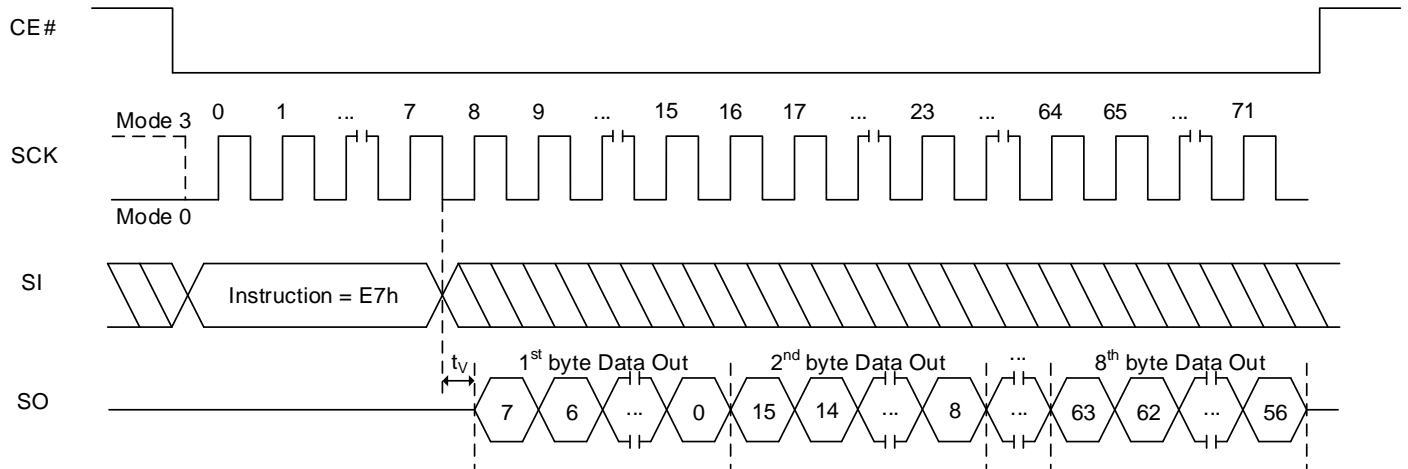 CE#
0 1 ... 7 8 9 ... 15 16 17 ... 23 ... 64 65 ... 71
Mode 3
SCK
Mode 0
SI
Instruction = E7h
tV 1st byte Data Out 2nd byte Data Out ... 8th byte Data Out
SO
7 6 ... 0 15 14 ... 8 ... 63 62 ... 56